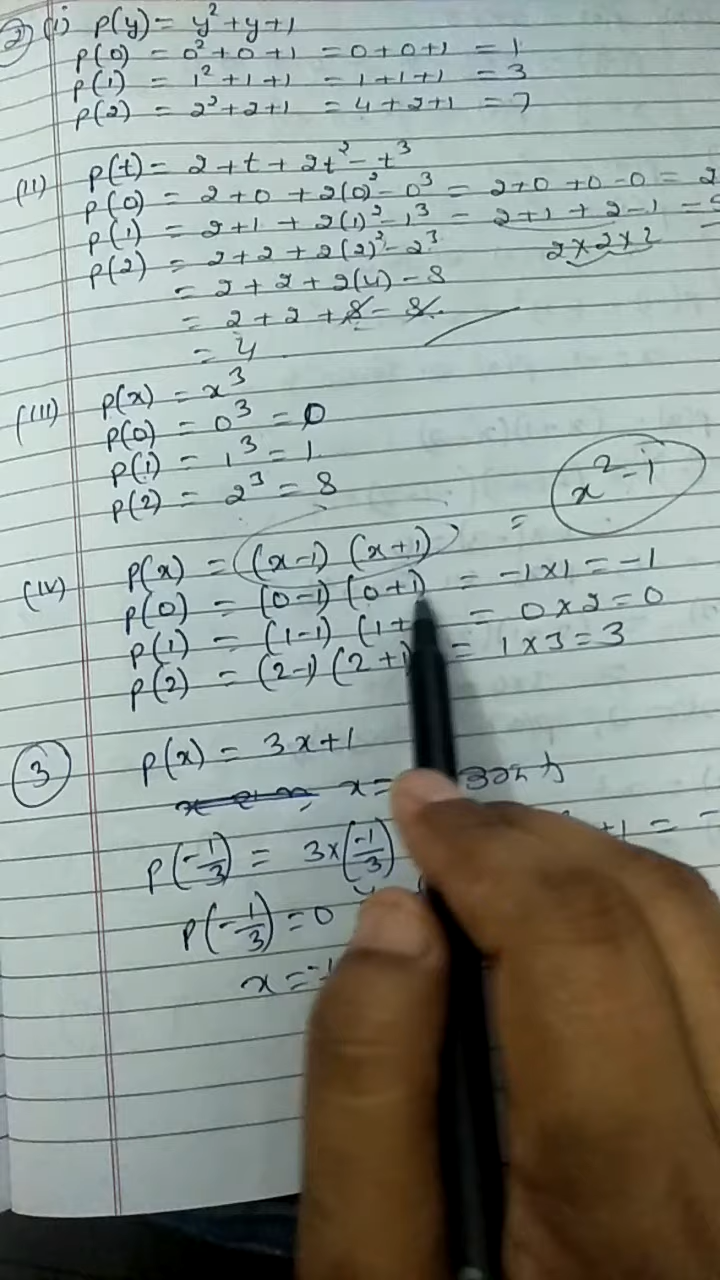 2 (i) p(y) = y² + y + 1
p(0) = 0² + 0 + 1 = 0 + 0 + 1 = 1
p(1) = 1² + 1 + 1 = 1 + 1 + 1 = 3
p(2) = 2² + 2 + 1 = 4 + 2 + 1 = 7
(ii) p(t) = 2 + t + 2t² - t³
p(0) = 2 + 0 + 2(0)² - 0³ = 2 + 0 + 0 - 0 = 2
p(1) = 2 + 1 + 2(1)² - 1³ = 2 + 1 + 2 - 1 =
p(2) = 2 + 2 + 2(2)² - 2³ 2 × 2 × 2
= 2 + 2 + 2(4) - 8
= 2 + 2 + 8 - 8
= 4
(iii) p(x) = x³
p(0) = 0³ = 0
p(1) = 1³ = 1
p(2) = 2³ = 8
(iv) p(x) = (x-1) (x+1) = x² - 1
p(0) = (0-1) (0+1) = -1 × 1 = -1
p(1) = (1-1) (1+ = 0 × 2 = 0
p(2) = (2-1) (2+1 = 1 × 3 = 3
3 p(x) = 3x + 1
x =
p(-1/3) = 3 × (-1/3) + 1 = -
p(-1/3) = 0
x = -1